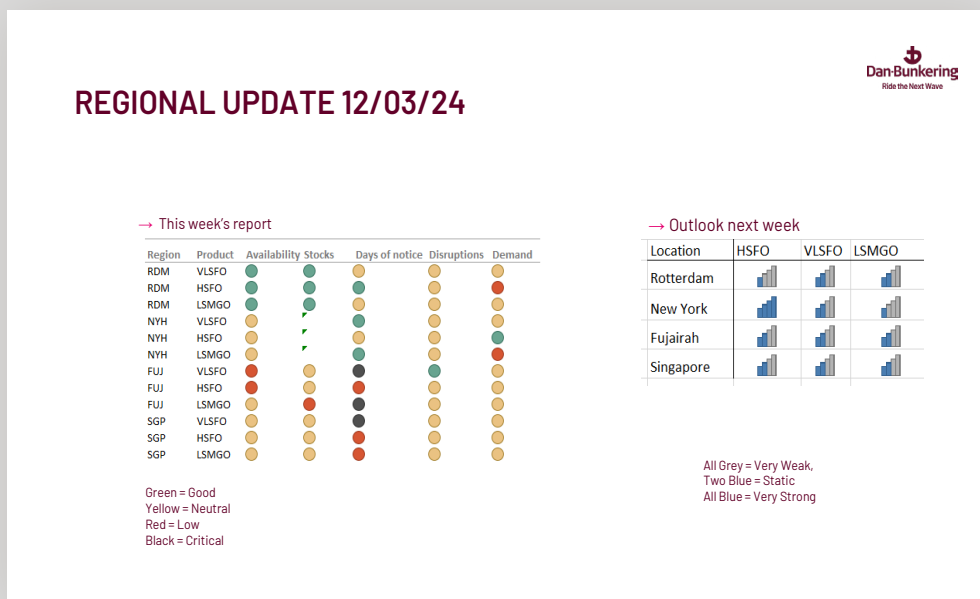 Dan-Bunkering
Ride the Next Wave
REGIONAL UPDATE 12/03/24
→ This week's report
Region Product Availability Stocks Days of notice Disruptions Demand
RDM VLSFO
RDM HSFO
RDM LSMGO
NYH VLSFO
NYH HSFO
NYH LSMGO
FUJ VLSFO
FUJ HSFO
FUJ LSMGO
SGP VLSFO
SGP HSFO
SGP LSMGO
Green = Good
Yellow = Neutral
Red = Low
Black = Critical
→ Outlook next week
Location HSFO VLSFO LSMGO
Rotterdam
New York
Fujairah
Singapore
All Grey = Very Weak,
Two Blue = Static
All Blue = Very Strong